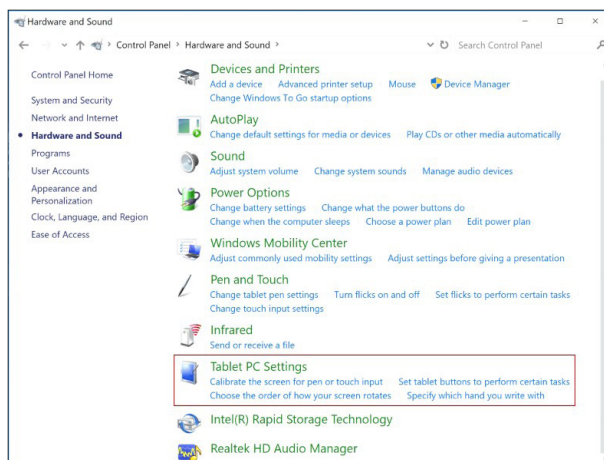 Hardware and Sound
Control Panel > Hardware and Sound >
Search Control Panel
Control Panel Home
System and Security
Network and Internet
Hardware and Sound
Programs
User Accounts
Appearance and
Personalization
Clock, Language, and Region
Ease of Access
Devices and Printers
Add a device Advanced printer setup Mouse Device Manager
Change Windows To Go startup options
AutoPlay
Change default settings for media or devices Play CDs or other media automatically
Sound
Adjust system volume Change system sounds Manage audio devices
Power Options
Change battery settings Change what the power buttons do
Change when the computer sleeps Choose a power plan Edit power plan
Windows Mobility Center
Adjust commonly used mobility settings Adjust settings before giving a presentation
Pen and Touch
Change tablet pen settings Turn flicks on and off Set flicks to perform certain tasks
Change touch input settings
Infrared
Send or receive a file
Tablet PC Settings
Calibrate the screen for pen or touch input Set tablet buttons to perform certain tasks
Choose the order of how your screen rotates Specify which hand you write with
Intel(R) Rapid Storage Technology
Realtek HD Audio Manager